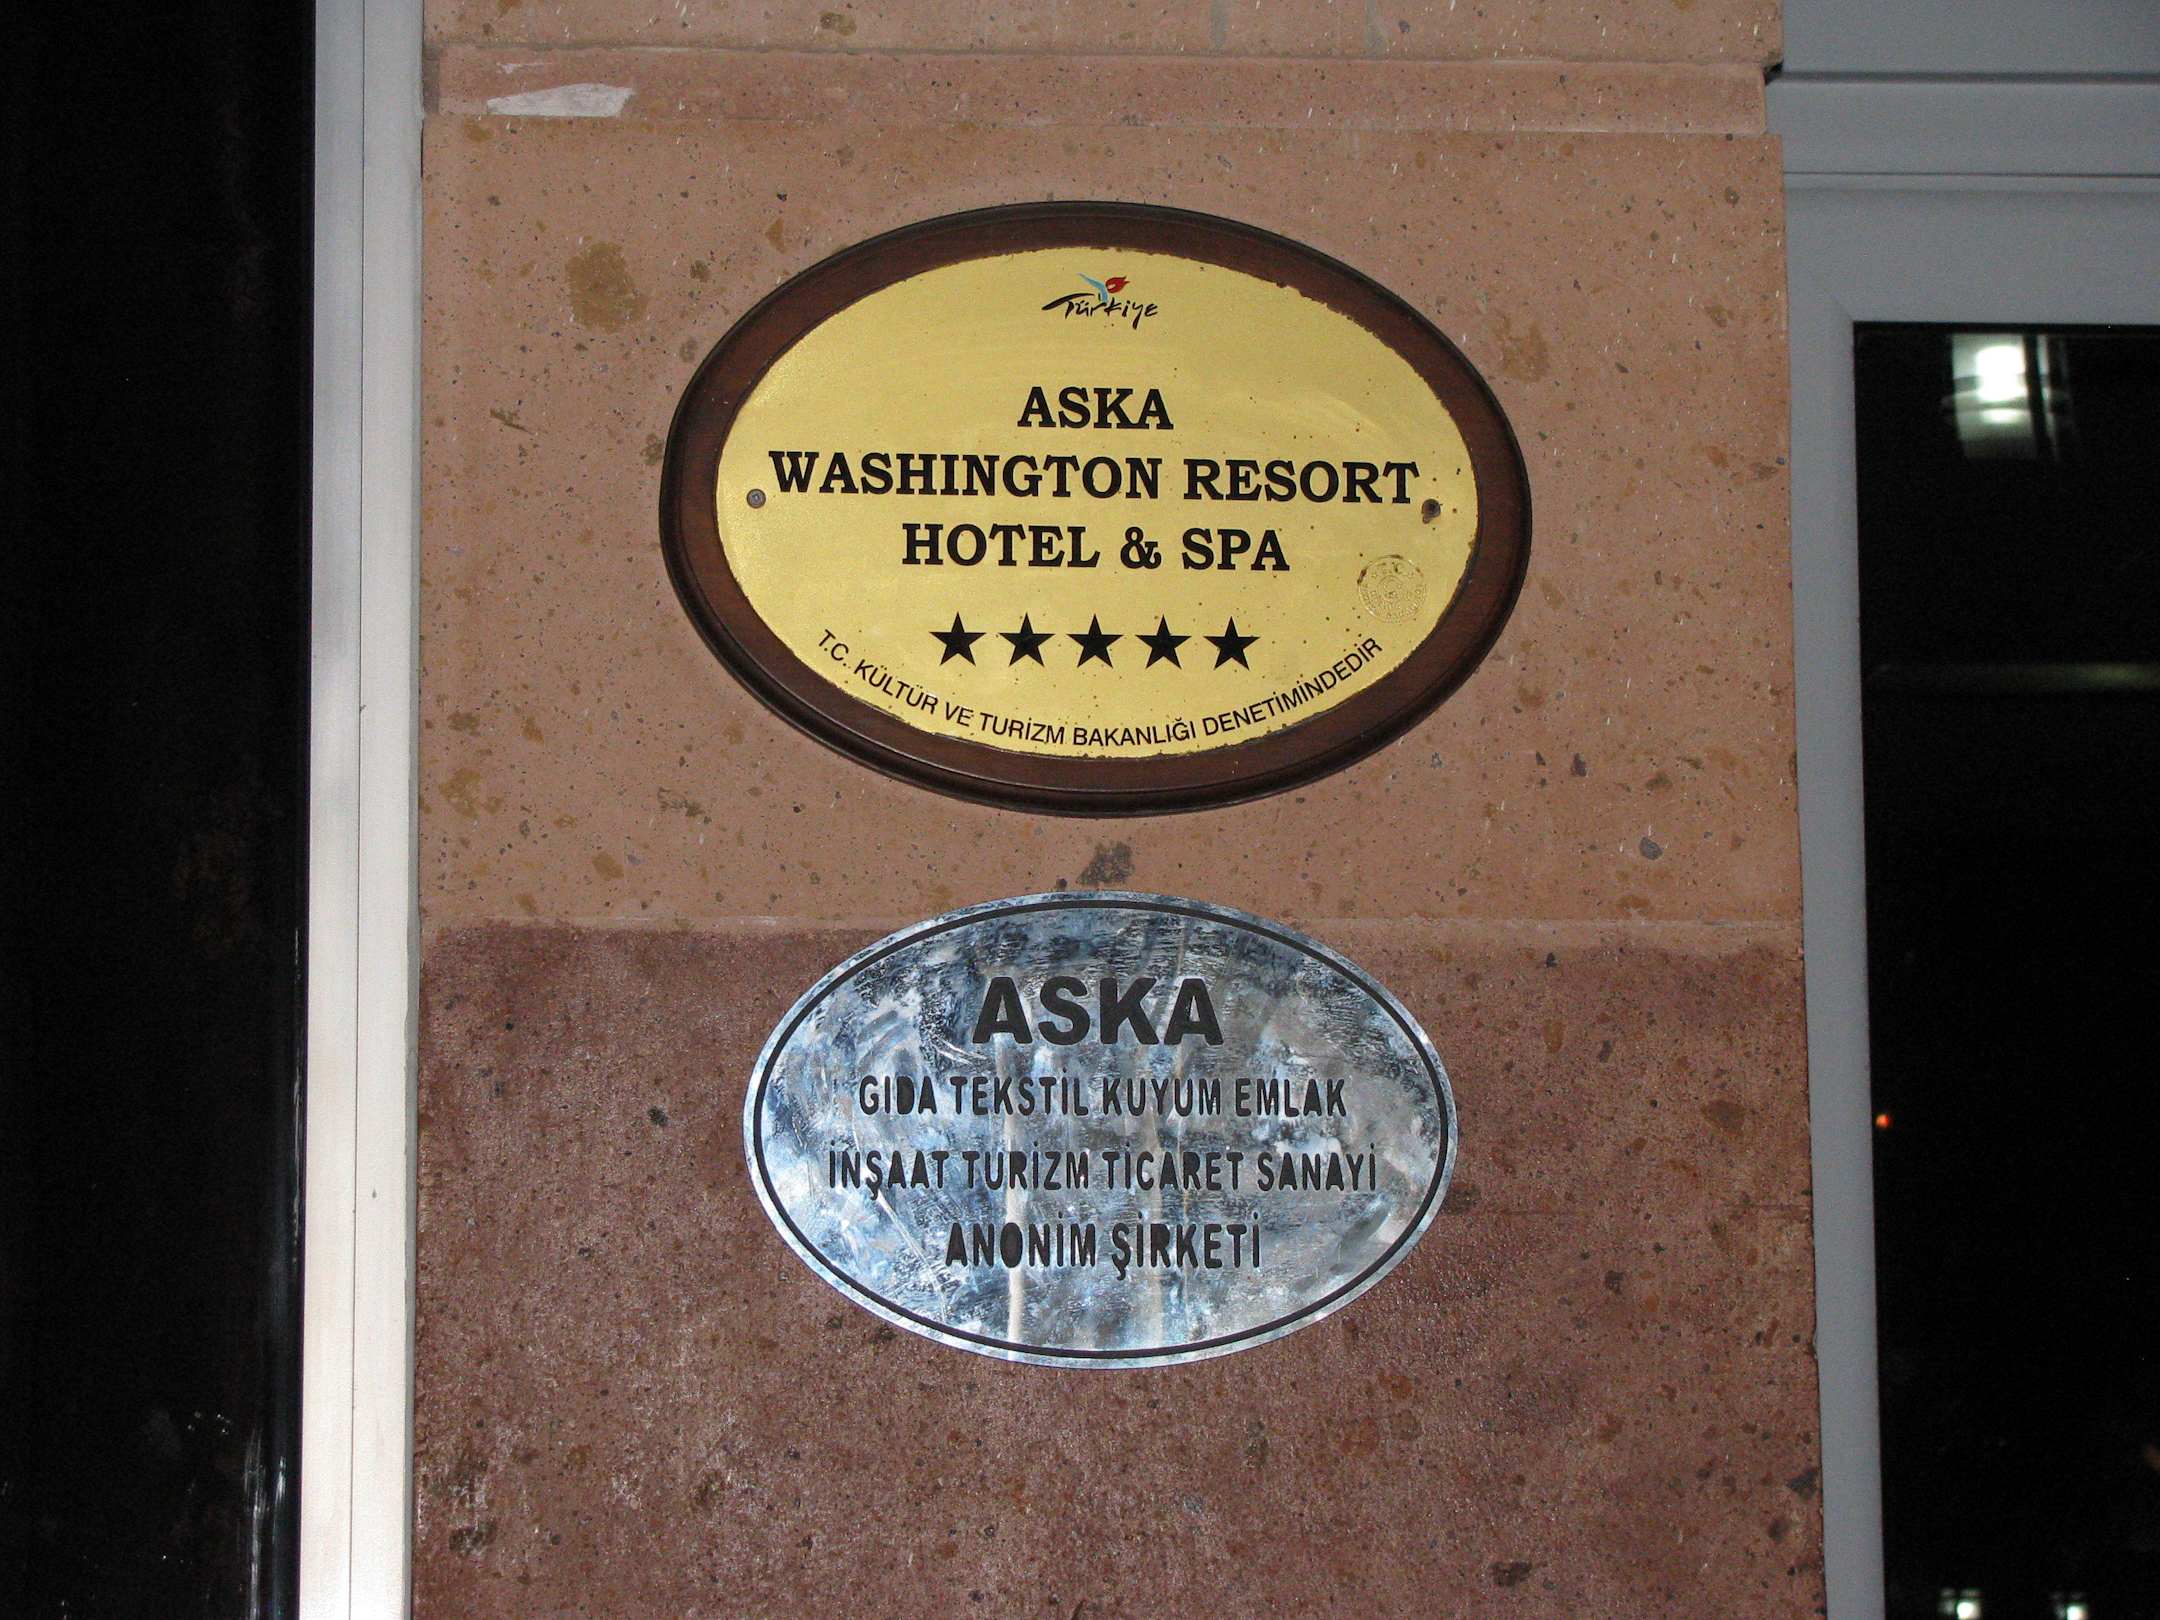 Türkiye
ASKA
WASHINGTON RESORT
HOTEL & SPA
T.C. KÜLTÜR VE TURİZM BAKANLIĞI DENETİMİNDEDİR
ASKA
GIDA TEKSTİL KUYUM EMLAK
İNŞAAT TURİZM TİCARET SANAYİ
ANONİM ŞİRKETİ